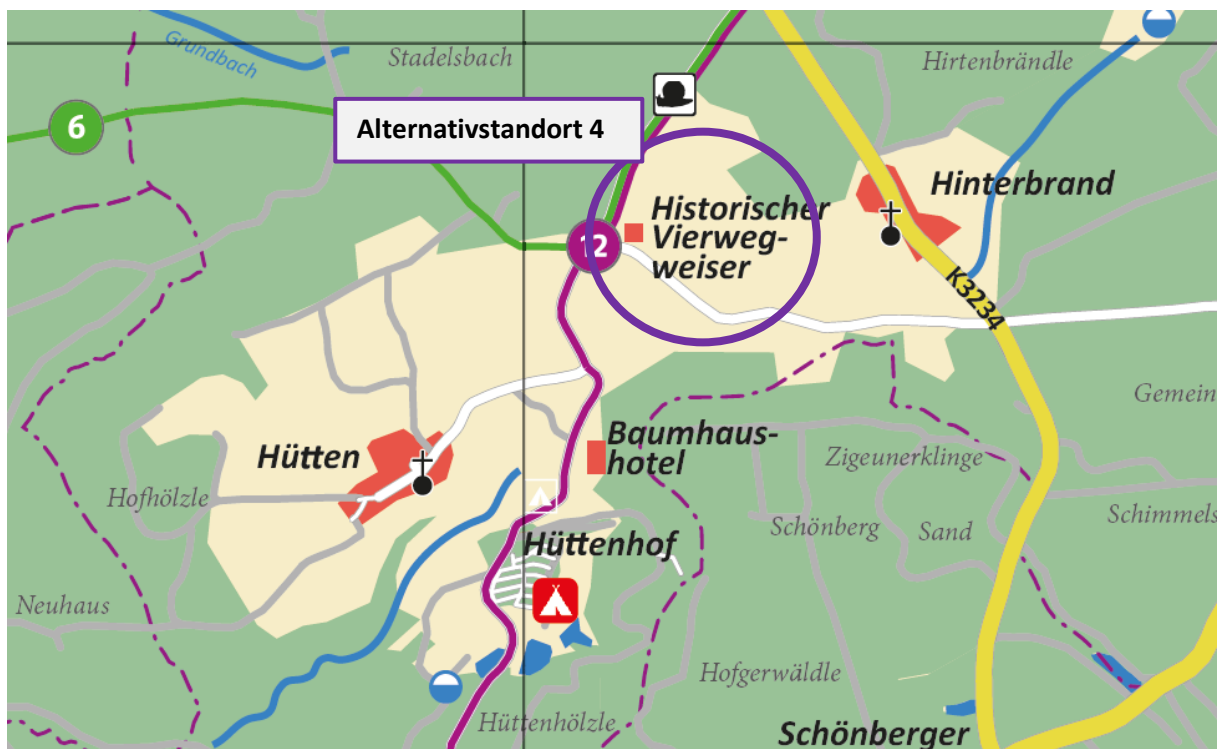 Grundbach
Stadelsbach
Hirtenbrändle
6
Alternativstandort 4
Hinterbrand
Historischer
Vierweg-
weiser
12
K3234
Gemein
Baumhaus-
hotel
Hütten
Zigeunerklinge
Hofhölzle
Schimmels
Schönberg
Sand
Hüttenhof
Neuhaus
Hofgerwäldle
Hüttenhölzle
Schönberger